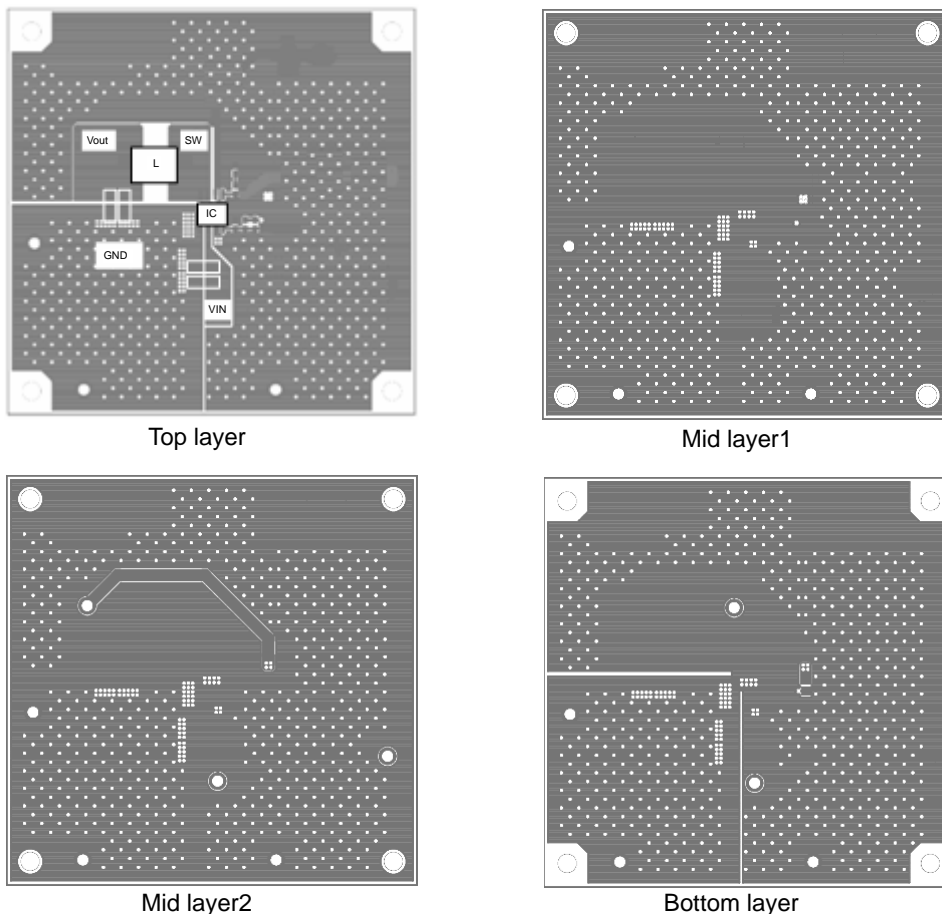 Vout
SW
L
IC
GND
VIN
Top layer
Mid layer1
Mid layer2
Bottom layer